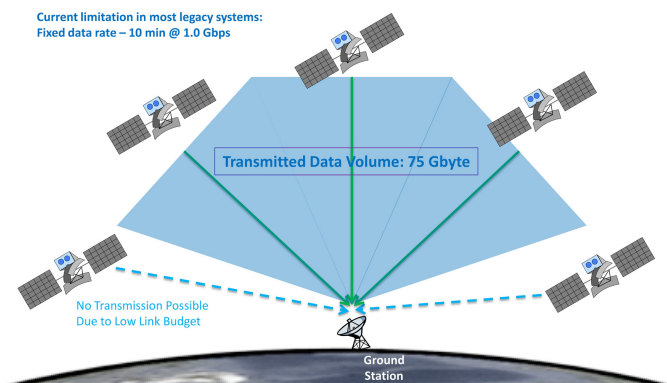 Current limitation in most legacy systems:
Fixed data rate – 10 min @ 1.0 Gbps
Transmitted Data Volume: 75 Gbyte
No Transmission Possible
Due to Low Link Budget
Ground
Station